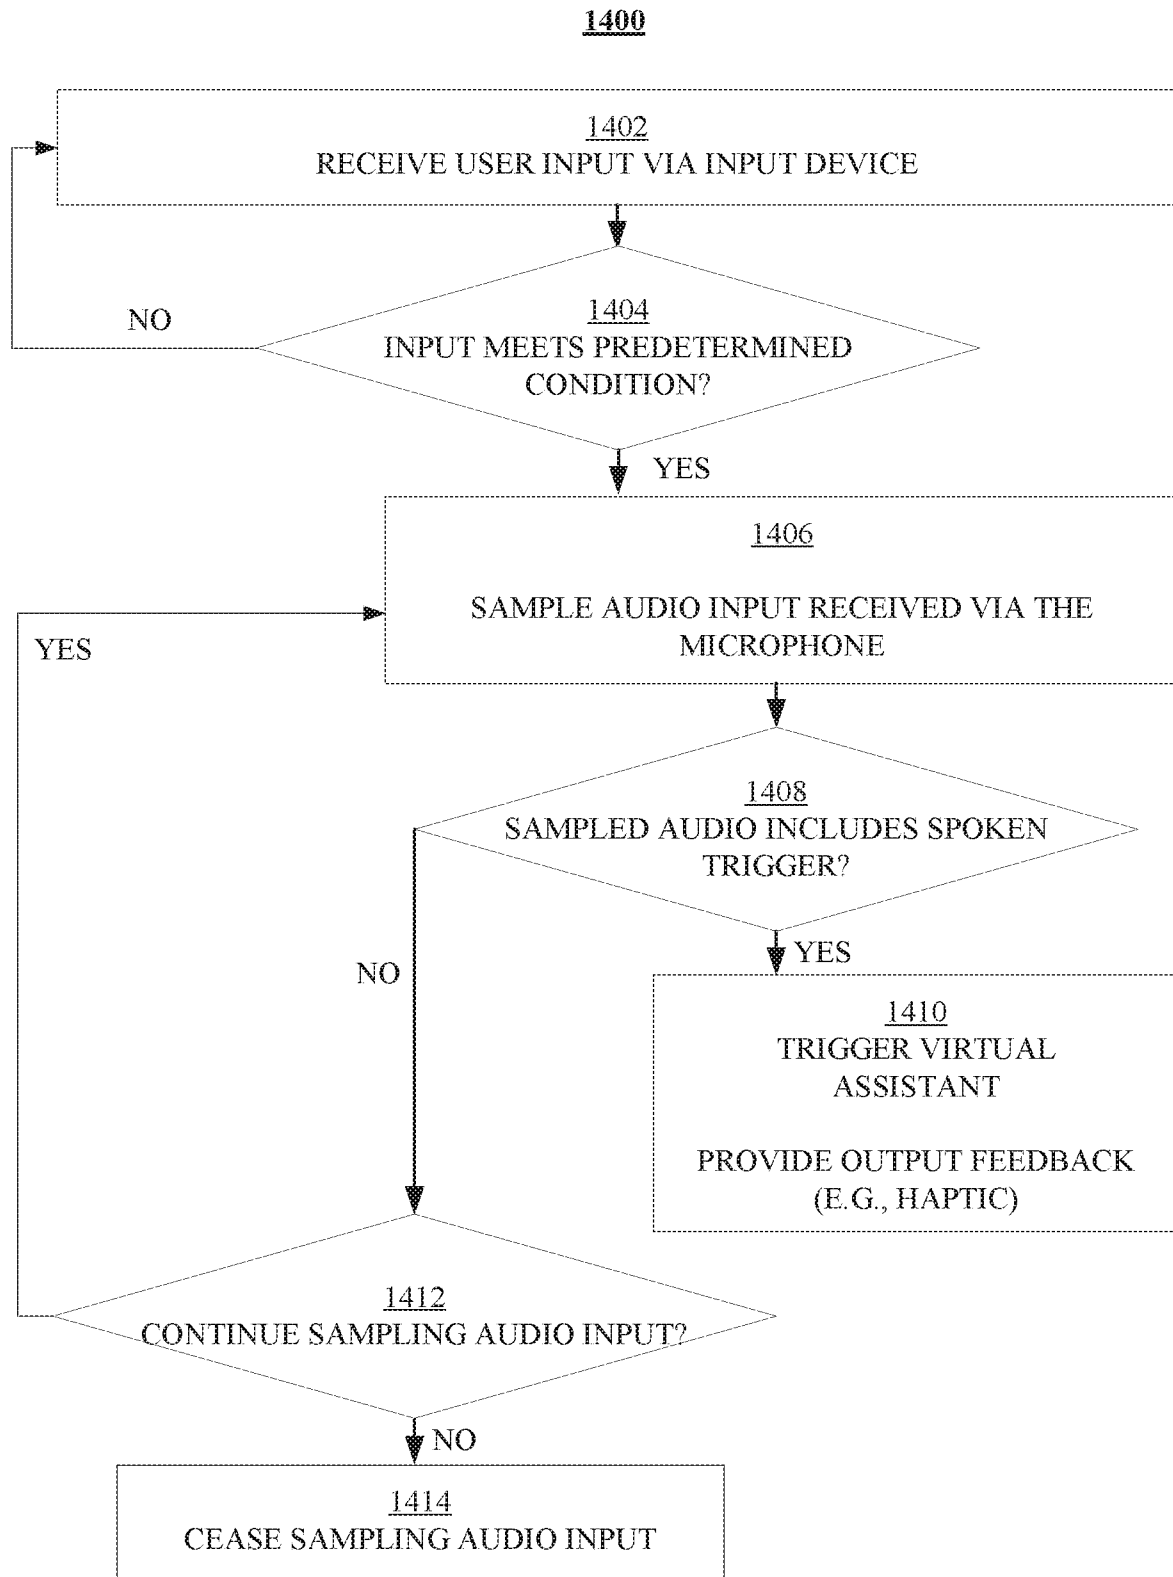 1400
1402
RECEIVE USER INPUT VIA INPUT DEVICE
NO
1404
INPUT MEETS PREDETERMINED
CONDITION?
YES
1406
SAMPLE AUDIO INPUT RECEIVED VIA THE
MICROPHONE
YES
1408
SAMPLED AUDIO INCLUDES SPOKEN
TRIGGER?
YES
NO
1410
TRIGGER VIRTUAL
ASSISTANT
PROVIDE OUTPUT FEEDBACK
(E.G., HAPTIC)
1412
CONTINUE SAMPLING AUDIO INPUT?
NO
1414
CEASE SAMPLING AUDIO INPUT